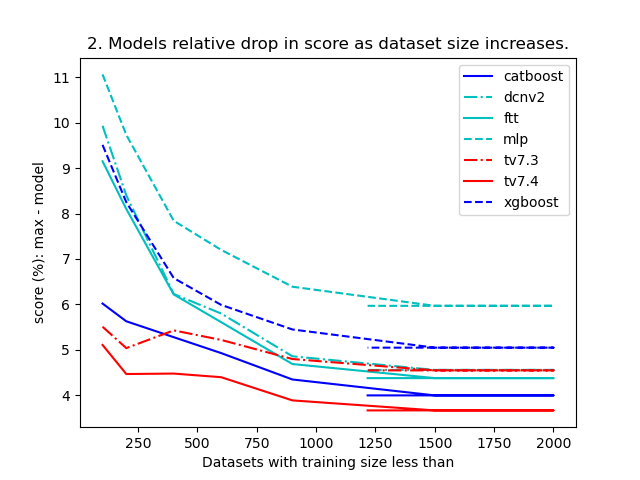 2. Models relative drop in score as dataset size increases.
score (%): max - model
11
10
9
8
7
6
5
4
catboost
dcnv2
ftt
mlp
tv7.3
tv7.4
xgboost
250 500 750 1000 1250 1500 1750 2000
Datasets with training size less than